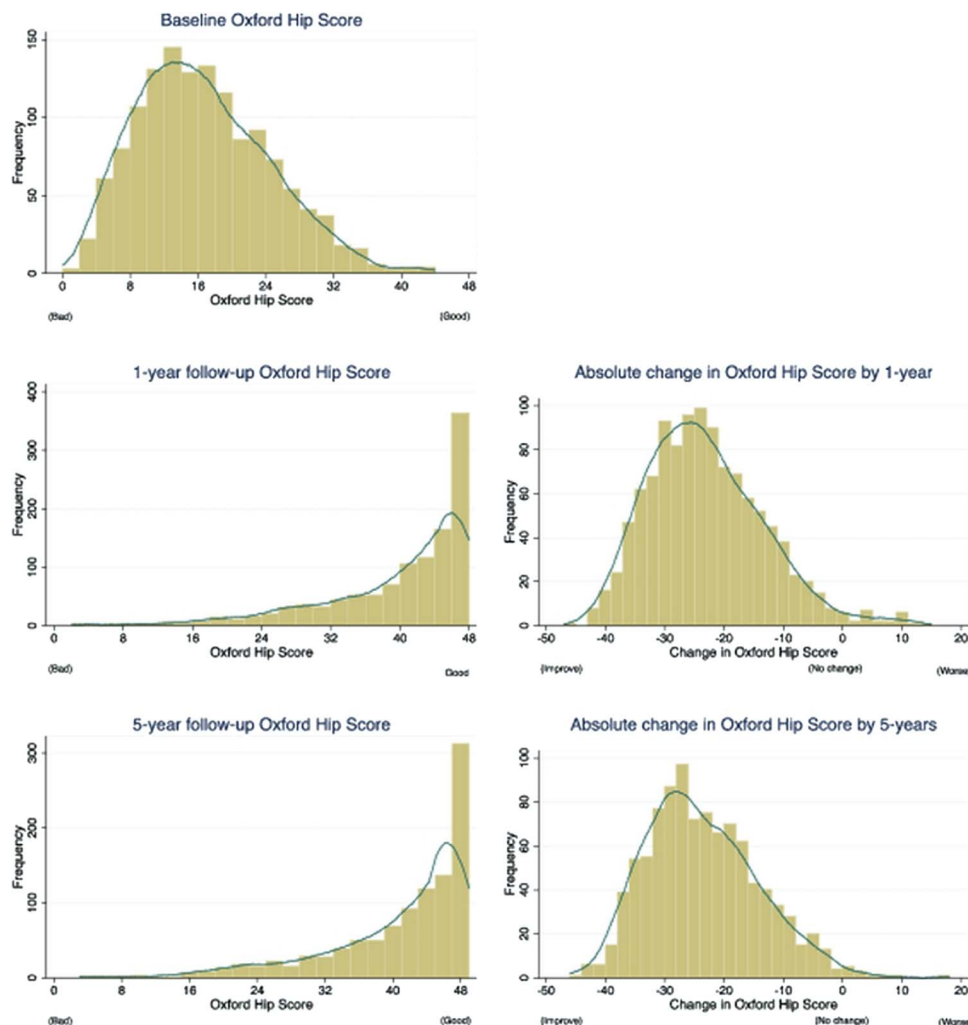 Baseline Oxford Hip Score
150
100
50
0
Frequency
0 8 16 24 32 40 48
Oxford Hip Score
(Bad) (Good)
1-year follow-up Oxford Hip Score
400
300
200
100
0
Frequency
0 8 16 24 32 40 48
Oxford Hip Score
(Bad) Good
Absolute change in Oxford Hip Score by 1-year
100
80
60
40
20
0
Frequency
-50 -40 -30 -20 -10 0 10 20
Change in Oxford Hip Score
(Improve) (No change) (Worse
5-year follow-up Oxford Hip Score
300
200
100
0
Frequency
0 8 16 24 32 40 48
Oxford Hip Score
(Bad) (Good)
Absolute change in Oxford Hip Score by 5-years
100
80
60
40
20
0
Frequency
-50 -40 -30 -20 -10 0 10 20
Change in Oxford Hip Score
(Improve) (No change) (Worse